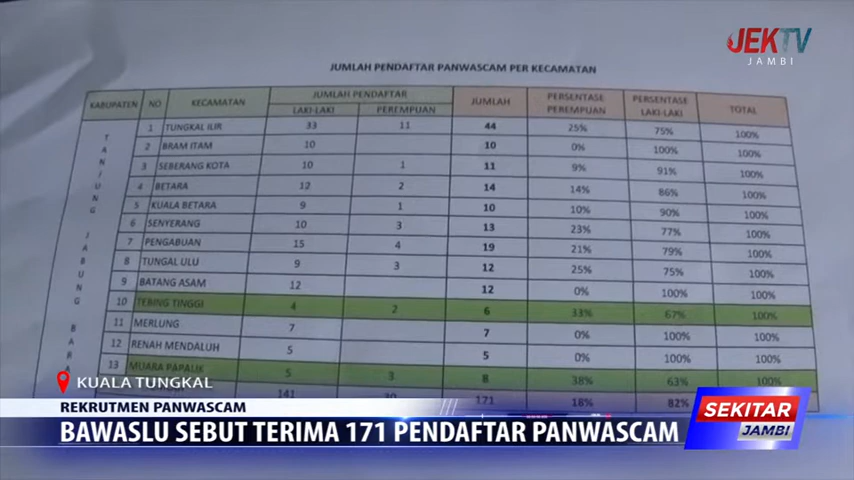 JEKTV
JAMBI
JUMLAH PENDAFTAR PANWASCAM PER KECAMATAN
KABUPATEN NO KECAMATAN JUMLAH PENDAFTAR JUMLAH PERSENTASE PEREMPUAN PERSENTASE LAKI-LAKI TOTAL
LAKI-LAKI PEREMPUAN
TANJUNG JABUNG BARA
1 TUNGKAL ILIR 33 11 44 25% 75% 100%
2 BRAM ITAM 10 10 0% 100% 100%
3 SEBERANG KOTA 10 1 11 9% 91% 100%
4 BETARA 12 2 14 14% 86% 100%
5 KUALA BETARA 9 1 10 10% 90% 100%
6 SENYERANG 10 3 13 23% 77% 100%
7 PENGABUAN 15 4 19 21% 79% 100%
8 TUNGAL ULU 9 3 12 25% 75% 100%
9 BATANG ASAM 12 12 0% 100% 100%
10 TEBING TINGGI 4 2 6 33% 67% 100%
11 MERLUNG 7 7 0% 100% 100%
12 RENAH MENDALUH 5 5 0% 100% 100%
13 MUARA PAPALIK 5 3 8 38% 63% 100%
141 30 171 18% 82%
KUALA TUNGKAL
REKRUTMEN PANWASCAM
BAWASLU SEBUT TERIMA 171 PENDAFTAR PANWASCAM
SEKITAR
JAMBI